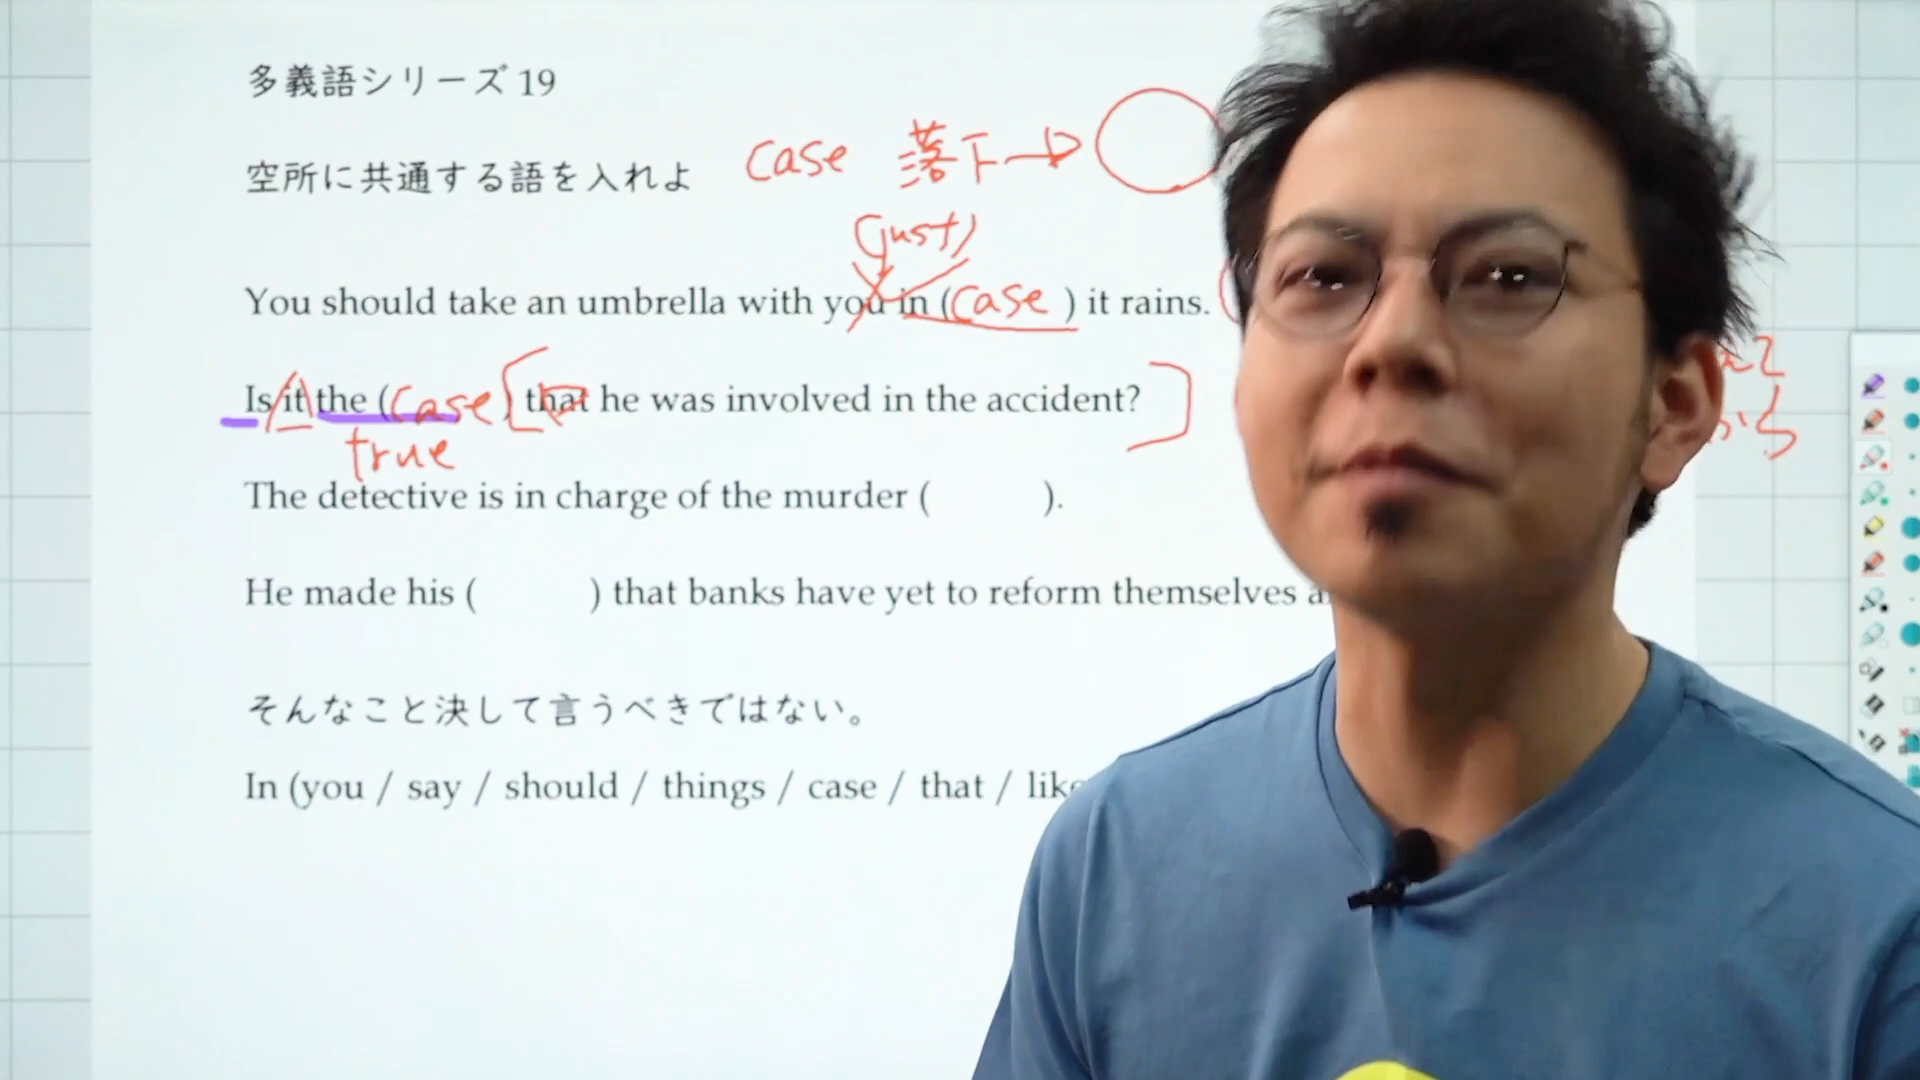 多義語シリーズ 19
空所に共通する語を入れよ case 落下→
(just)
You should take an umbrella with you in (case ) it rains.
Is it the (case) that he was involved in the accident?
true
The detective is in charge of the murder ( ).
He made his ( ) that banks have yet to reform themselves
そんなこと決して言うべきではない。
In (you / say / should / things / case / that / like